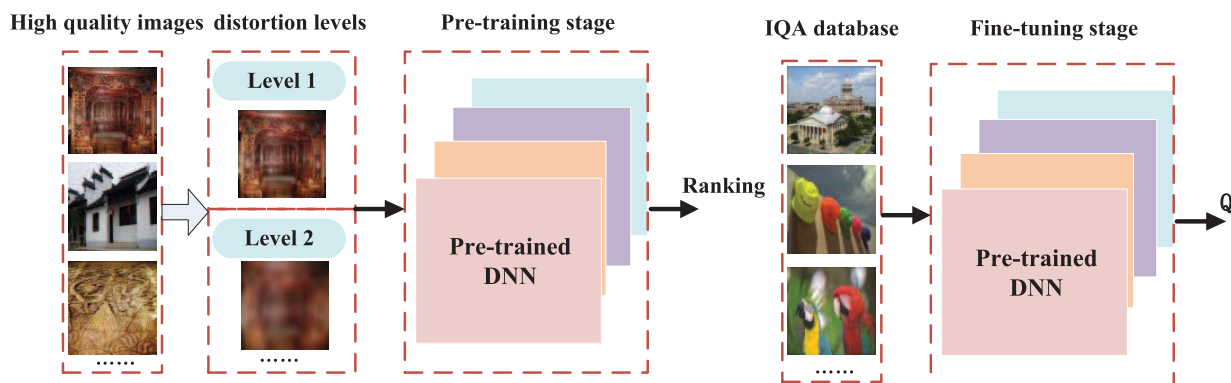 High quality images
distortion levels
Pre-training stage
IQA database
Fine-tuning stage
Level 1
Level 2
Pre-trained
DNN
Ranking
Pre-trained
DNN
Q
……
……
……